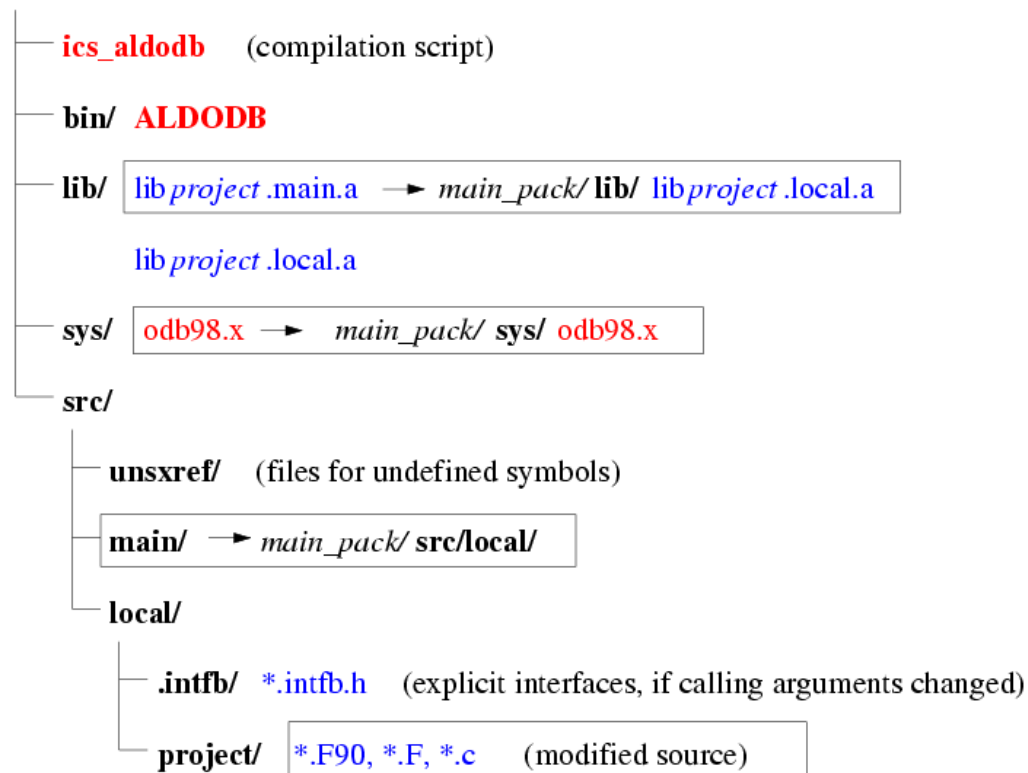 ics_aldodb (compilation script)
bin/ ALDODB
lib/ libproject.main.a → main_pack/lib/ libproject.local.a
libproject.local.a
sys/ odb98.x → main_pack/ sys/ odb98.x
src/
unsxref/ (files for undefined symbols)
main/ → main_pack/ src/local/
local/
.intfb/ *.intfb.h (explicit interfaces, if calling arguments changed)
project/ *.F90, *.F, *.c (modified source)